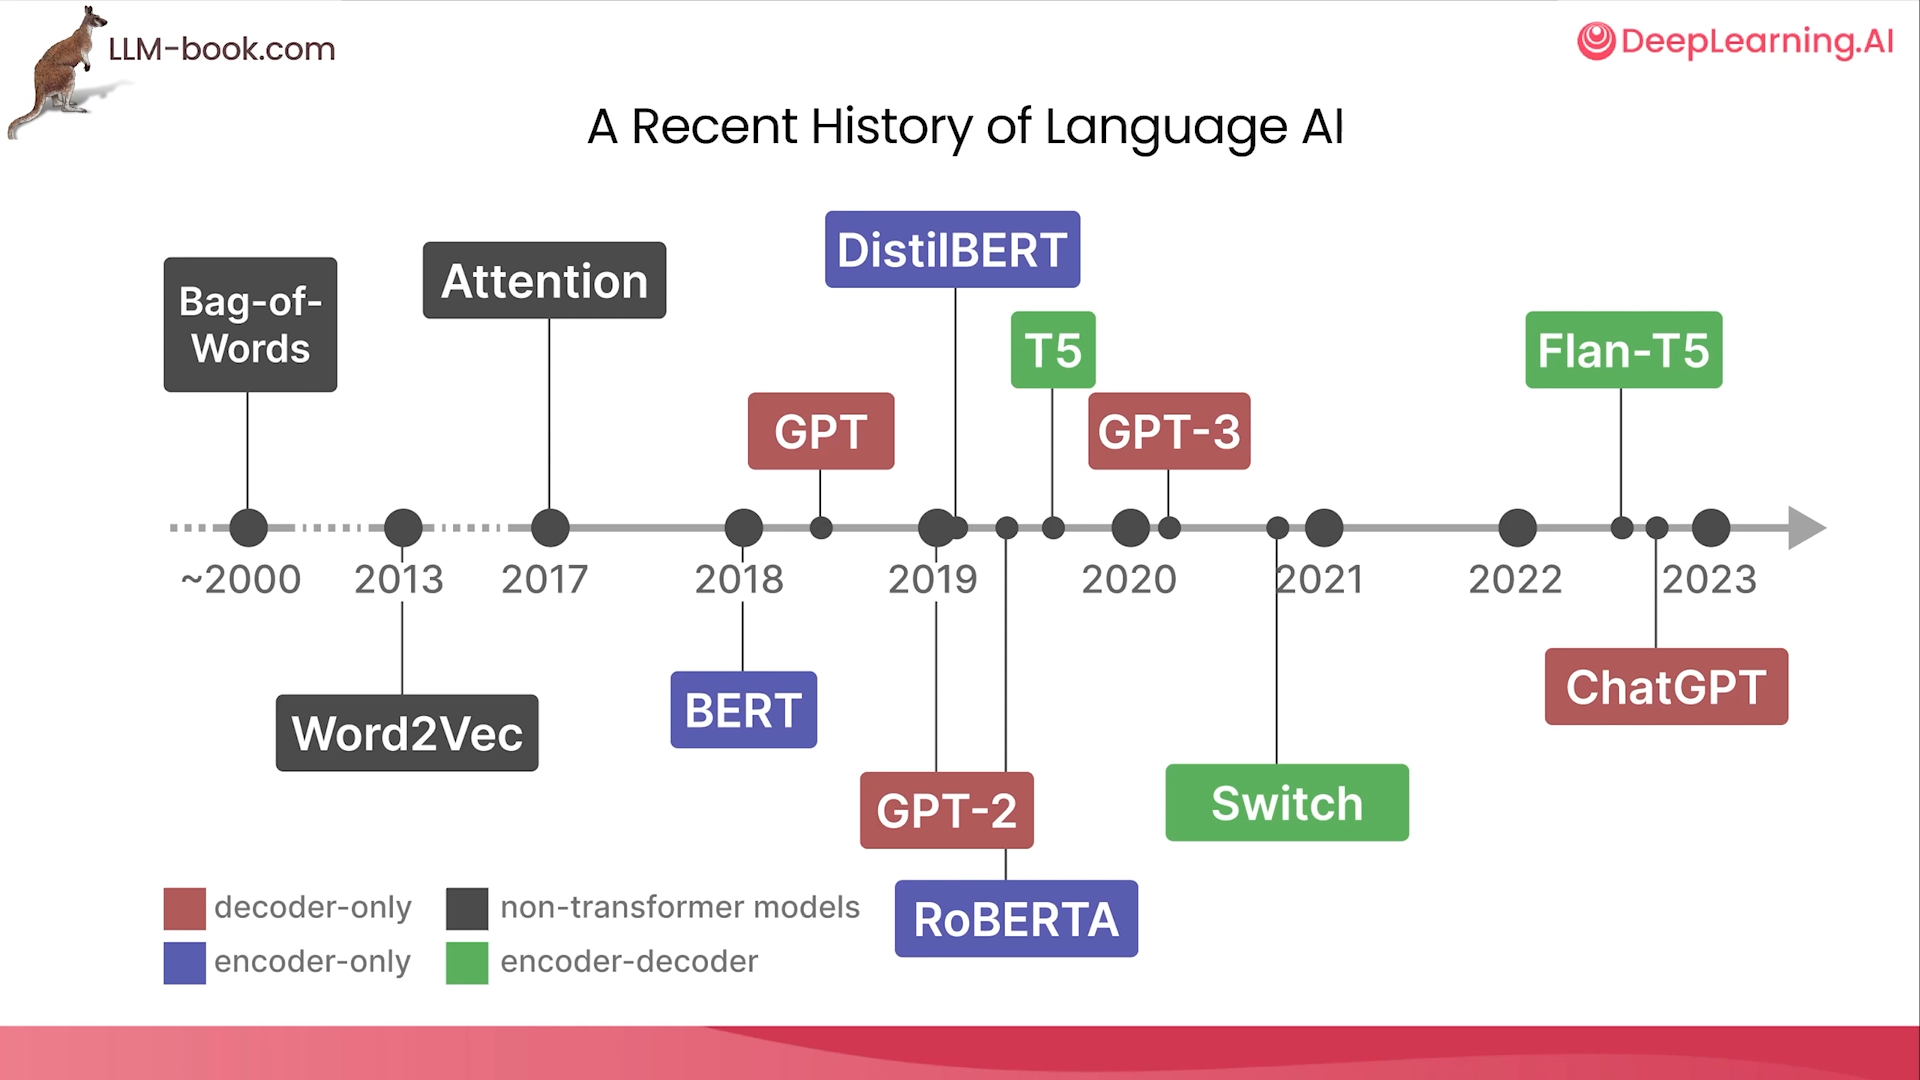 LLM-book.com
DeepLearning.AI
A Recent History of Language AI
DistilBERT
Attention
Bag-of-
Words
T5
Flan-T5
GPT
GPT-3
~2000
2013
2017
2018
2019
2020
2021
2022
2023
ChatGPT
BERT
Word2Vec
Switch
GPT-2
RoBERTA
decoder-only
non-transformer models
encoder-only
encoder-decoder